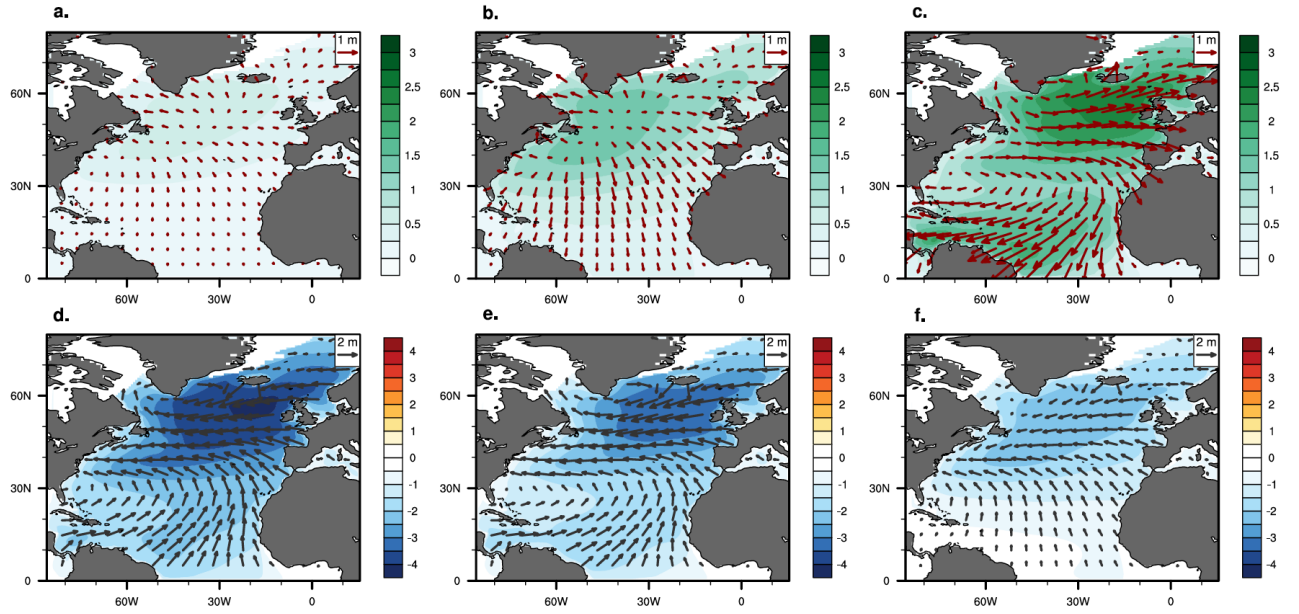 a. b. c.
1 m 1 m 1 m
60N 3 60N 3 60N 3
2.5 2.5 2.5
2 2 2
30N 1.5 30N 1.5 30N 1.5
1 1 1
0.5 0.5 0.5
0 0 0 0 0 0
60W 30W 0 60W 30W 0 60W 30W 0
d. e. f.
2 m 2 m 2 m
4 4 4
3 3 3
60N 2 60N 2 60N 2
1 1 1
0 0 0
30N -1 30N -1 30N -1
-2 -2 -2
-3 -3 -3
0 -4 0 -4 0 -4
60W 30W 0 60W 30W 0 60W 30W 0